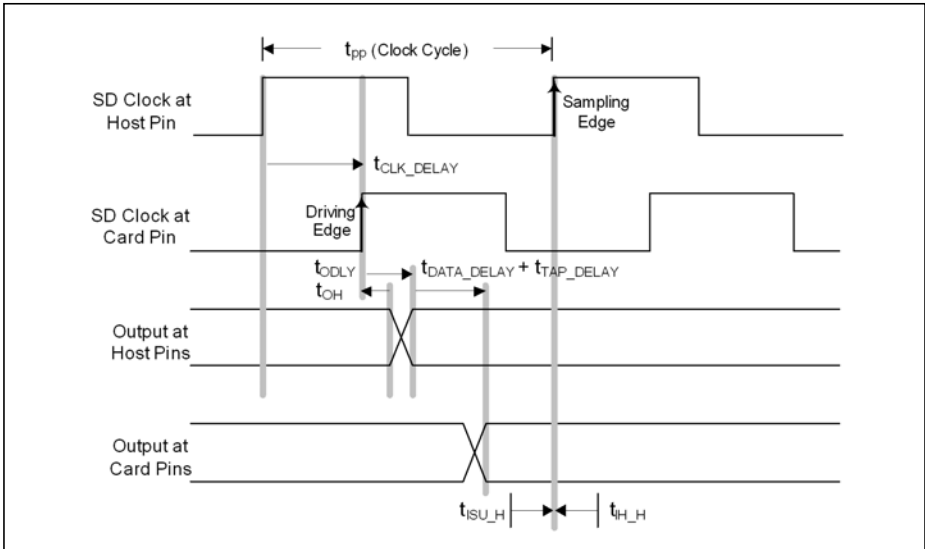 tpp (Clock Cycle)
SD Clock at
Host Pin
Sampling
Edge
tCLK_DELAY
SD Clock at
Card Pin
Driving
Edge
tODLY
tDATA_DELAY + tTAP_DELAY
tOH
Output at
Host Pins
Output at
Card Pins
tISU_H
tIH_H